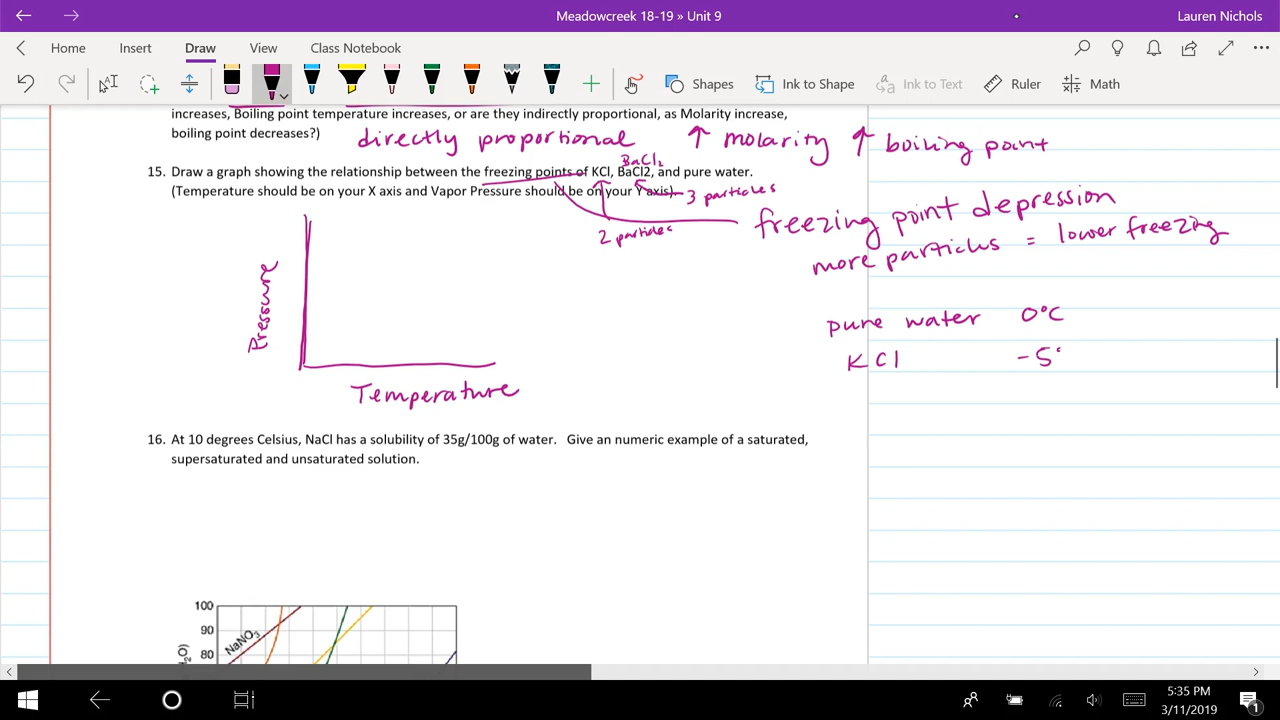 Meadowcreek 18-19 » Unit 9
Lauren Nichols
Home Insert Draw View Class Notebook
Shapes Ink to Shape Ink to Text Ruler Math
increases, Boiling point temperature increases, or are they indirectly proportional, as Molarity increase,
boiling point decreases?)
directly proportional ↑ molarity ↑ boiling point
BaCl2
15. Draw a graph showing the relationship between the freezing points of KCl, BaCl2, and pure water.
(Temperature should be on your X axis and Vapor Pressure should be on your Y axis).
3 particles
2 particles
freezing point depression
more particles = lower freezing
Pressure
pure water 0°C
KCl -5°
Temperature
16. At 10 degrees Celsius, NaCl has a solubility of 35g/100g of water. Give an numeric example of a saturated,
supersaturated and unsaturated solution.
100
90
80
NaNO3
5:35 PM
3/11/2019
1